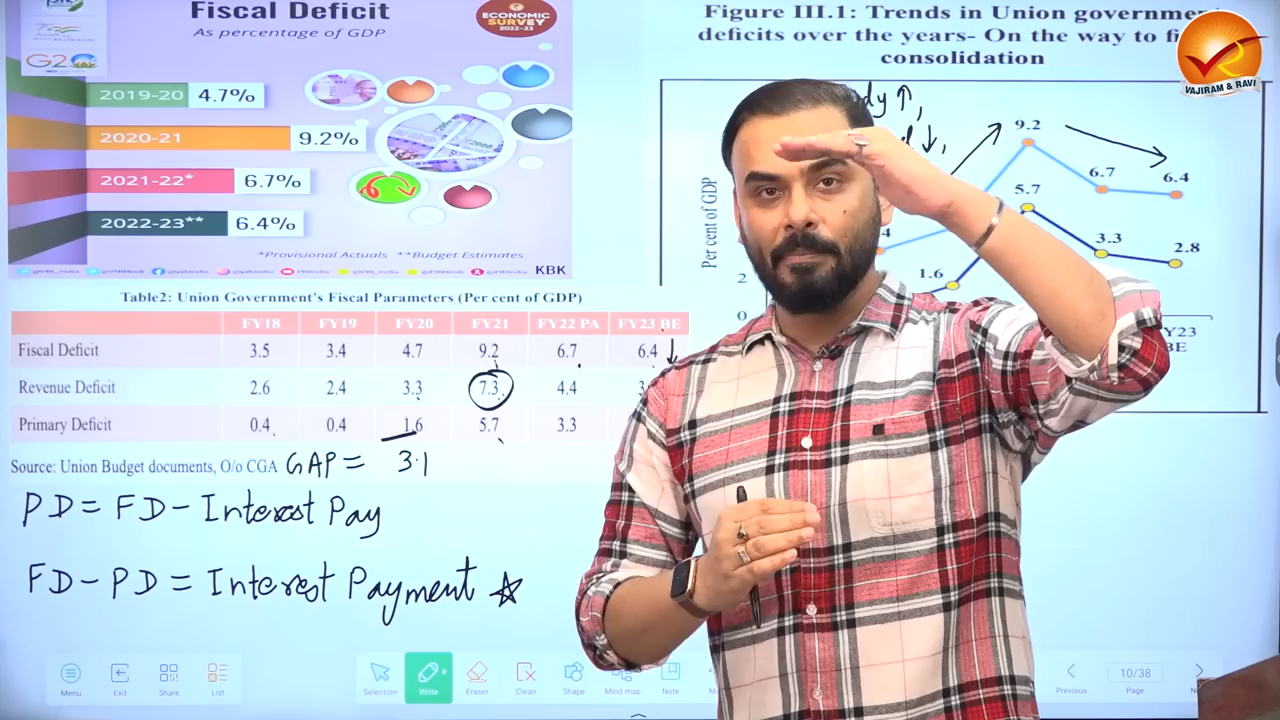 Fiscal Deficit
As percentage of GDP
ECONOMIC
SURVEY
2022-23
G20
2019-20 4.7%
2020-21 9.2%
2021-22* 6.7%
2022-23** 6.4%
*Provisional Actuals **Budget Estimates
KBK
Table2: Union Government's Fiscal Parameters (Per cent of GDP)
FY18 FY19 FY20 FY21 FY22 PA FY23 BE
Fiscal Deficit 3.5 3.4 4.7 9.2 6.7 6.4 ↓
Revenue Deficit 2.6 2.4 3.3 7.3 4.4
Primary Deficit 0.4 0.4 1.6 5.7 3.3
Source: Union Budget documents, O/o CGA GAP = 3.1
PD = FD - Interest Pay
FD - PD = Interest Payment ☆
Figure III.1: Trends in Union government
deficits over the years- On the way to
consolidation
VAJIRAM & RAVI
9.2
6.7
6.4
5.7
3.3
2.8
1.6
Per cent of GDP
2
0
FY23
BE
Menu Exit Share List
Selection Write Eraser Clean Shape Mind map Note
Previous 10/38 Page